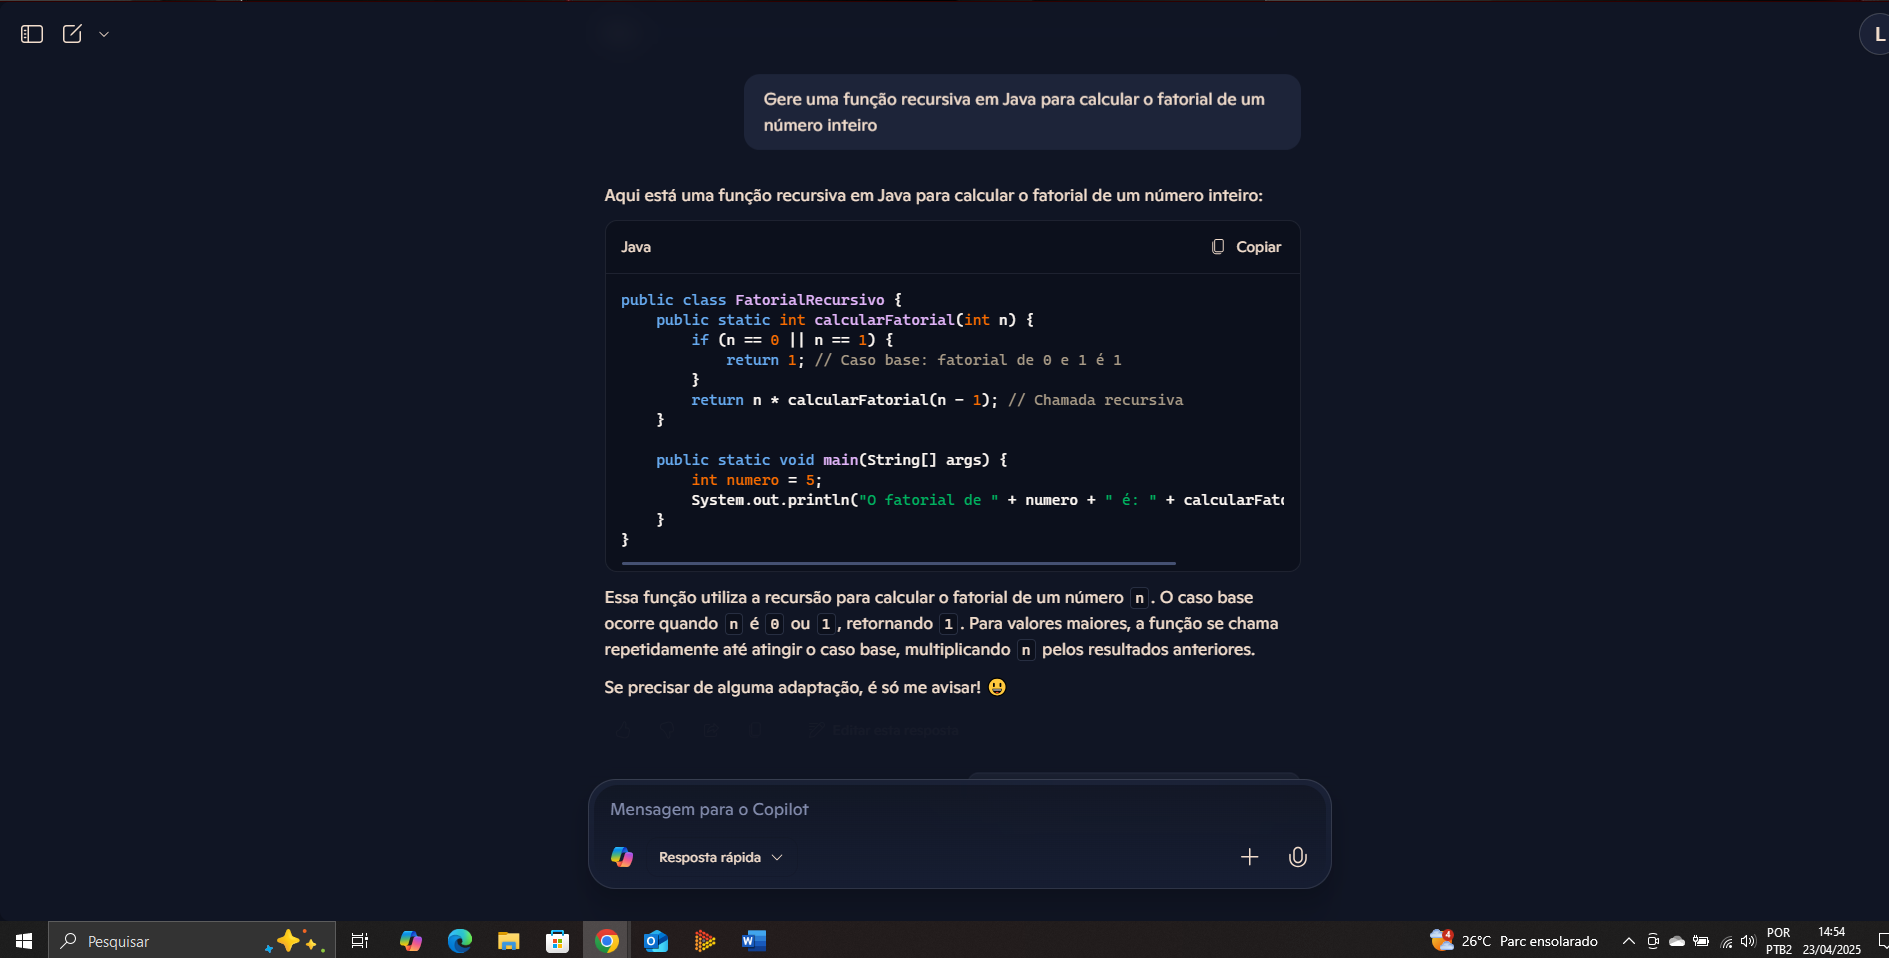 L
Gere uma função recursiva em Java para calcular o fatorial de um
número inteiro
Aqui está uma função recursiva em Java para calcular o fatorial de um número inteiro:
Java
Copiar
public class FatorialRecursivo {
    public static int calcularFatorial(int n) {
        if (n == 0 || n == 1) {
            return 1; // Caso base: fatorial de 0 e 1 é 1
        }
        return n * calcularFatorial(n - 1); // Chamada recursiva
    }
    public static void main(String[] args) {
        int numero = 5;
        System.out.println("O fatorial de " + numero + " é: " + calcularFato
    }
}
Essa função utiliza a recursão para calcular o fatorial de um número n. O caso base
ocorre quando n é 0 ou 1, retornando 1. Para valores maiores, a função se chama
repetidamente até atingir o caso base, multiplicando n pelos resultados anteriores.
Se precisar de alguma adaptação, é só me avisar! 😃
Editar esta resposta
Mensagem para o Copilot
Resposta rápida
Pesquisar
4
26°C Parc ensolarado
POR
PTB2
14:54
23/04/2025